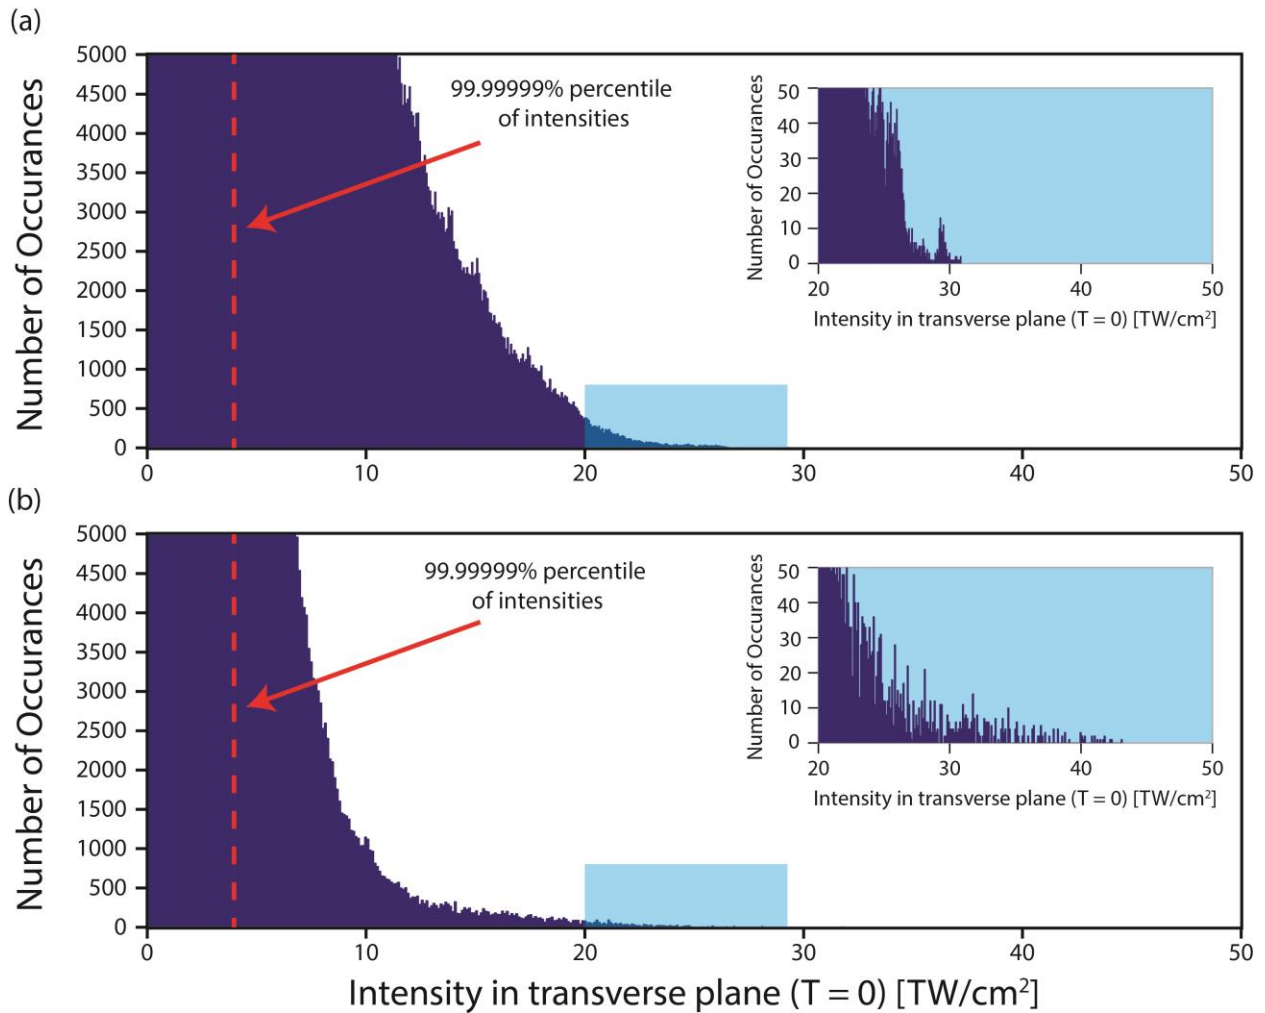 (a)
5000
4500
4000
3500
3000
2500
2000
1500
1000
500
0
Number of Occurances
99.99999% percentile
of intensities
0 10 20 30 40 50
50
40
30
20
10
0
Number of Occurances
20 30 40 50
Intensity in transverse plane (T = 0) [TW/cm²]
(b)
5000
4500
4000
3500
3000
2500
2000
1500
1000
500
0
Number of Occurances
99.99999% percentile
of intensities
0 10 20 30 40 50
50
40
30
20
10
0
Number of Occurances
20 30 40 50
Intensity in transverse plane (T = 0) [TW/cm²]
Intensity in transverse plane (T = 0) [TW/cm²]